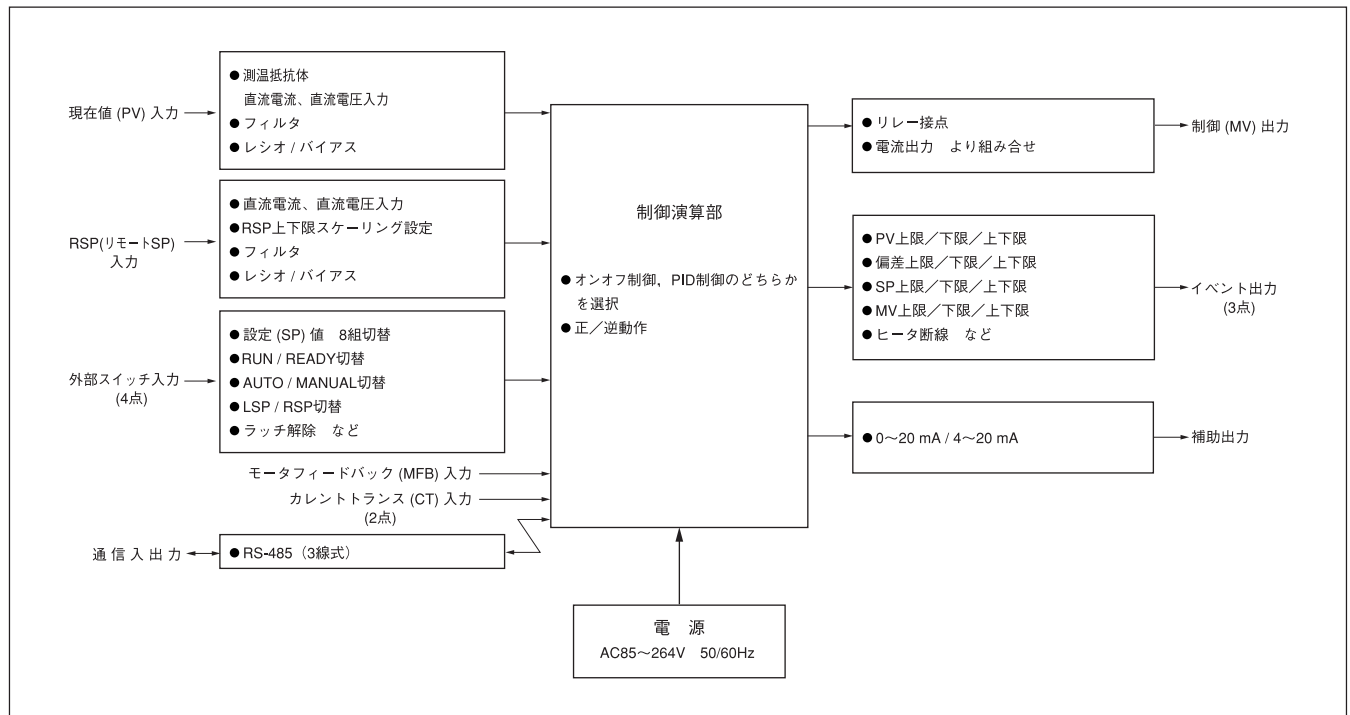 現在値 (PV) 入力
● 測温抵抗体
直流電流、直流電圧入力
● フィルタ
● レシオ / バイアス
RSP(リモートSP)
入力
● 直流電流、直流電圧入力
● RSP上下限スケーリング設定
● フィルタ
● レシオ / バイアス
外部スイッチ入力
(4点)
● 設定 (SP) 値 8組切替
● RUN / READY切替
● AUTO / MANUAL切替
● LSP / RSP切替
● ラッチ解除 など
モータフィードバック (MFB) 入力
カレントトランス (CT) 入力
(2点)
通信入出力
● RS-485（3線式）
制御演算部
● オンオフ制御，PID制御のどちらか
を選択
● 正／逆動作
電 源
AC85～264V 50/60Hz
● リレー接点
● 電流出力 より組み合せ
制御 (MV) 出力
● PV上限／下限／上下限
● 偏差上限／下限／上下限
● SP上限／下限／上下限
● MV上限／下限／上下限
● ヒータ断線 など
イベント出力
(3点)
● 0～20 mA / 4～20 mA
補助出力